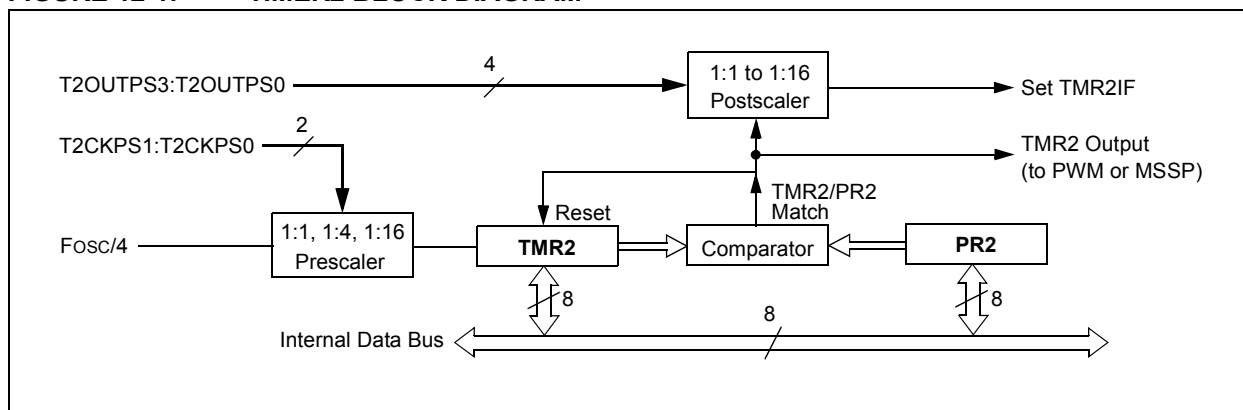 4
T2OUTPS3:T2OUTPS0
1:1 to 1:16
Postscaler
Set TMR2IF
2
T2CKPS1:T2CKPS0
TMR2 Output
(to PWM or MSSP)
TMR2/PR2
Match
Reset
FOSC/4
1:1, 1:4, 1:16
Prescaler
TMR2
Comparator
PR2
8
8
8
Internal Data Bus